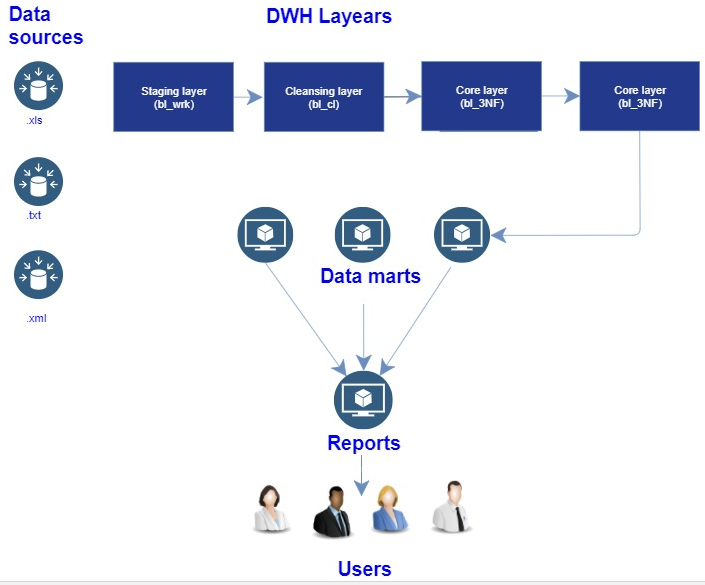 Data
sources
DWH Layears
.xls
Staging layer
(bl_wrk)
Cleansing layer
(bl_cl)
Core layer
(bl_3NF)
Core layer
(bl_3NF)
.txt
.xml
Data marts
Reports
Users